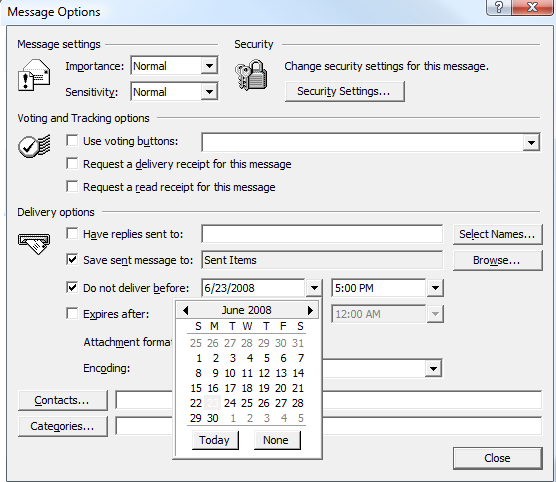 Message Options
Message settings
Importance: Normal
Sensitivity: Normal
Security
Change security settings for this message.
Security Settings...
Voting and Tracking options
Use voting buttons:
Request a delivery receipt for this message
Request a read receipt for this message
Delivery options
Have replies sent to: Select Names...
Save sent message to: Sent Items Browse...
Do not deliver before: 6/23/2008 5:00 PM
Expires after: 12:00 AM
June 2008
S M T W T F S
25 26 27 28 29 30 31
1 2 3 4 5 6 7
8 9 10 11 12 13 14
15 16 17 18 19 20 21
22 23 24 25 26 27 28
29 30 1 2 3 4 5
Today None
Attachment format
Encoding:
Contacts...
Categories...
Close